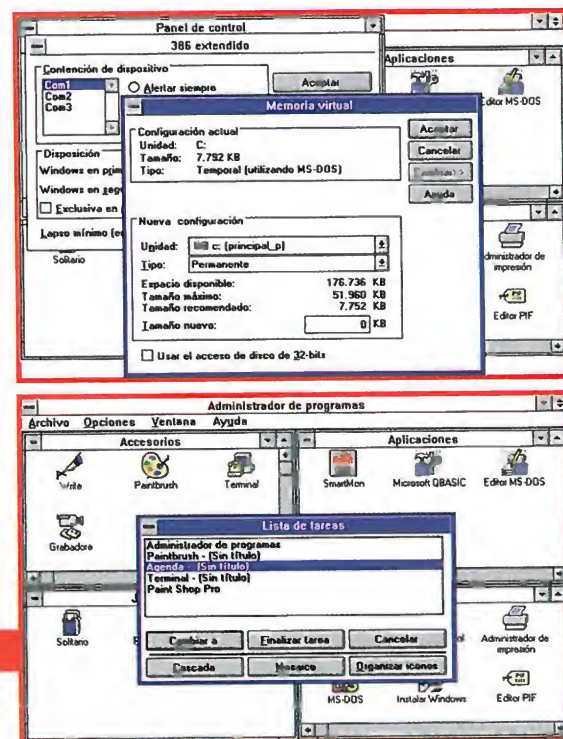 Panel de control
386 extendido
Aplicaciones
Contención de dispositivo
Com1
Com2
Com3
Alertar siempre
Aceptar
Editor MS-DOS
Memoria virtual
Configuración actual
Unidad: C:
Tamaño: 7.792 KB
Tipo: Temporal (utilizando MS-DOS)
Aceptar
Cancelar
Cambiar>>
Ayuda
Disposición
Windows en
Windows en
Exclusiva en
Lapso mínimo
Nueva configuración
Unidad: c: [principal_p]
Tipo: Permanente
Espacio disponible: 176.736 KB
Tamaño máximo: 51.960 KB
Tamaño recomendado: 7.752 KB
Tamaño nuevo: 0 KB
Usar el acceso de disco de 32-bits
Solitario
impresión
Editor PIF
Administrador de programas
Archivo Opciones Ventana Ayuda
Accesorios
Aplicaciones
Write Paintbrush Terminal
SmartMon Microsoft QBASIC Editor MS-DOS
Grabadora
Lista de tareas
Administrador de programas
Paintbrush - (Sin título)
Agenda - (Sin título)
Terminal - (Sin título)
Paint Shop Pro
Cambiar a Finalizar tarea Cancelar
Cascada Mosaico Organizar iconos
Solitario
Administrador de
impresión
MS-DOS Instalar Windows Editor PIF